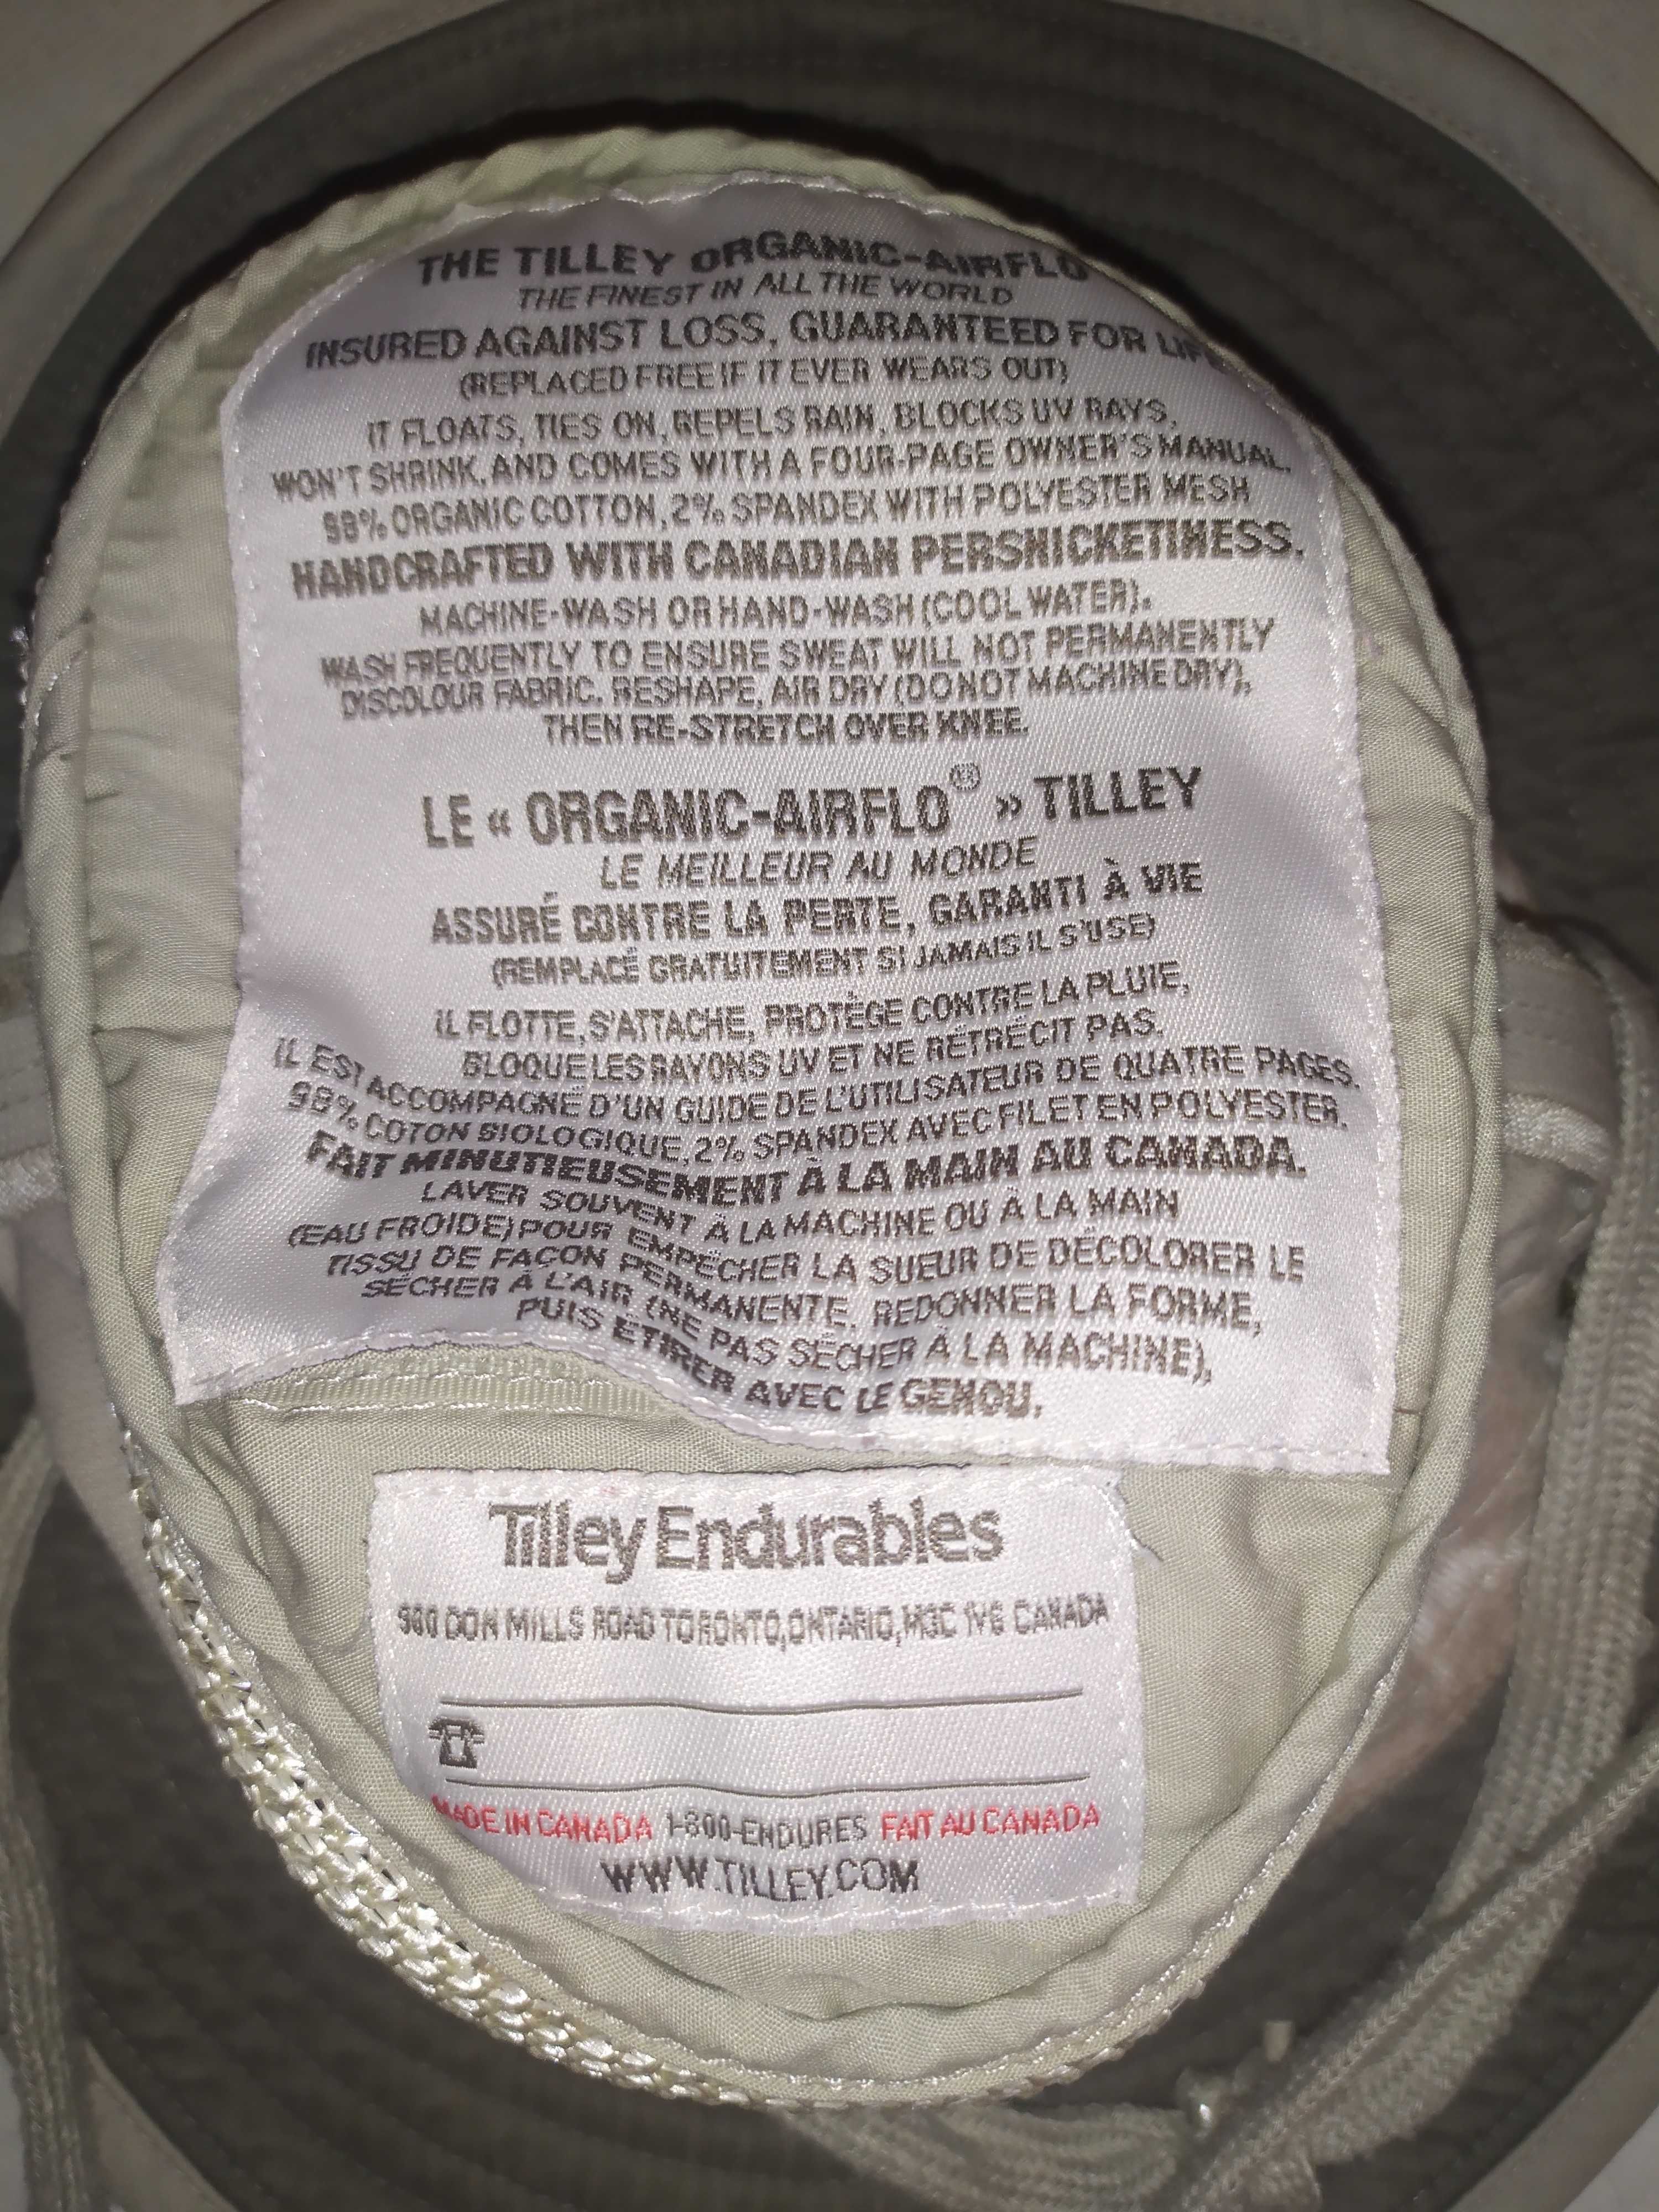 THE TILLEY ORGANIC-AIRFLO
THE FINEST IN ALL THE WORLD
INSURED AGAINST LOSS, GUARANTEED FOR LIF
(REPLACED FREE IF IT EVER WEARS OUT)
IT FLOATS, TIES ON, REPELS RAIN, BLOCKS UV RAYS,
WON'T SHRINK, AND COMES WITH A FOUR-PAGE OWNER'S MANUAL.
98% ORGANIC COTTON, 2% SPANDEX WITH POLYESTER MESH
HANDCRAFTED WITH CANADIAN PERSNICKETINESS.
MACHINE-WASH OR HAND-WASH (COOL WATER).
WASH FREQUENTLY TO ENSURE SWEAT WILL NOT PERMANENTLY
DISCOLOUR FABRIC. RESHAPE, AIR DRY (DO NOT MACHINE DRY),
THEN RE-STRETCH OVER KNEE.
LE « ORGANIC-AIRFLO® » TILLEY
LE MEILLEUR AU MONDE
ASSURÉ CONTRE LA PERTE, GARANTI À VIE
(REMPLACÉ GRATUITEMENT SI JAMAIS IL S'USE)
IL FLOTTE, S'ATTACHE, PROTÈGE CONTRE LA PLUIE,
BLOQUE LES RAYONS UV ET NE RÉTRÉCIT PAS.
IL EST ACCOMPAGNÉ D'UN GUIDE DE L'UTILISATEUR DE QUATRE PAGES.
98% COTON BIOLOGIQUE, 2% SPANDEX AVEC FILET EN POLYESTER.
FAIT MINUTIEUSEMENT À LA MAIN AU CANADA.
LAVER SOUVENT À LA MACHINE OU À LA MAIN
(EAU FROIDE) POUR EMPÊCHER LA SUEUR DE DÉCOLORER LE
TISSU DE FAÇON PERMANENTE. REDONNER LA FORME,
SÉCHER À L'AIR (NE PAS SÉCHER À LA MACHINE),
PUIS ÉTIRER AVEC LE GENOU.
Tilley Endurables
900 DON MILLS ROAD TORONTO, ONTARIO, M3C 1V6 CANADA
MADE IN CANADA 1-800-ENDURES FAIT AU CANADA
WWW.TILLEY.COM